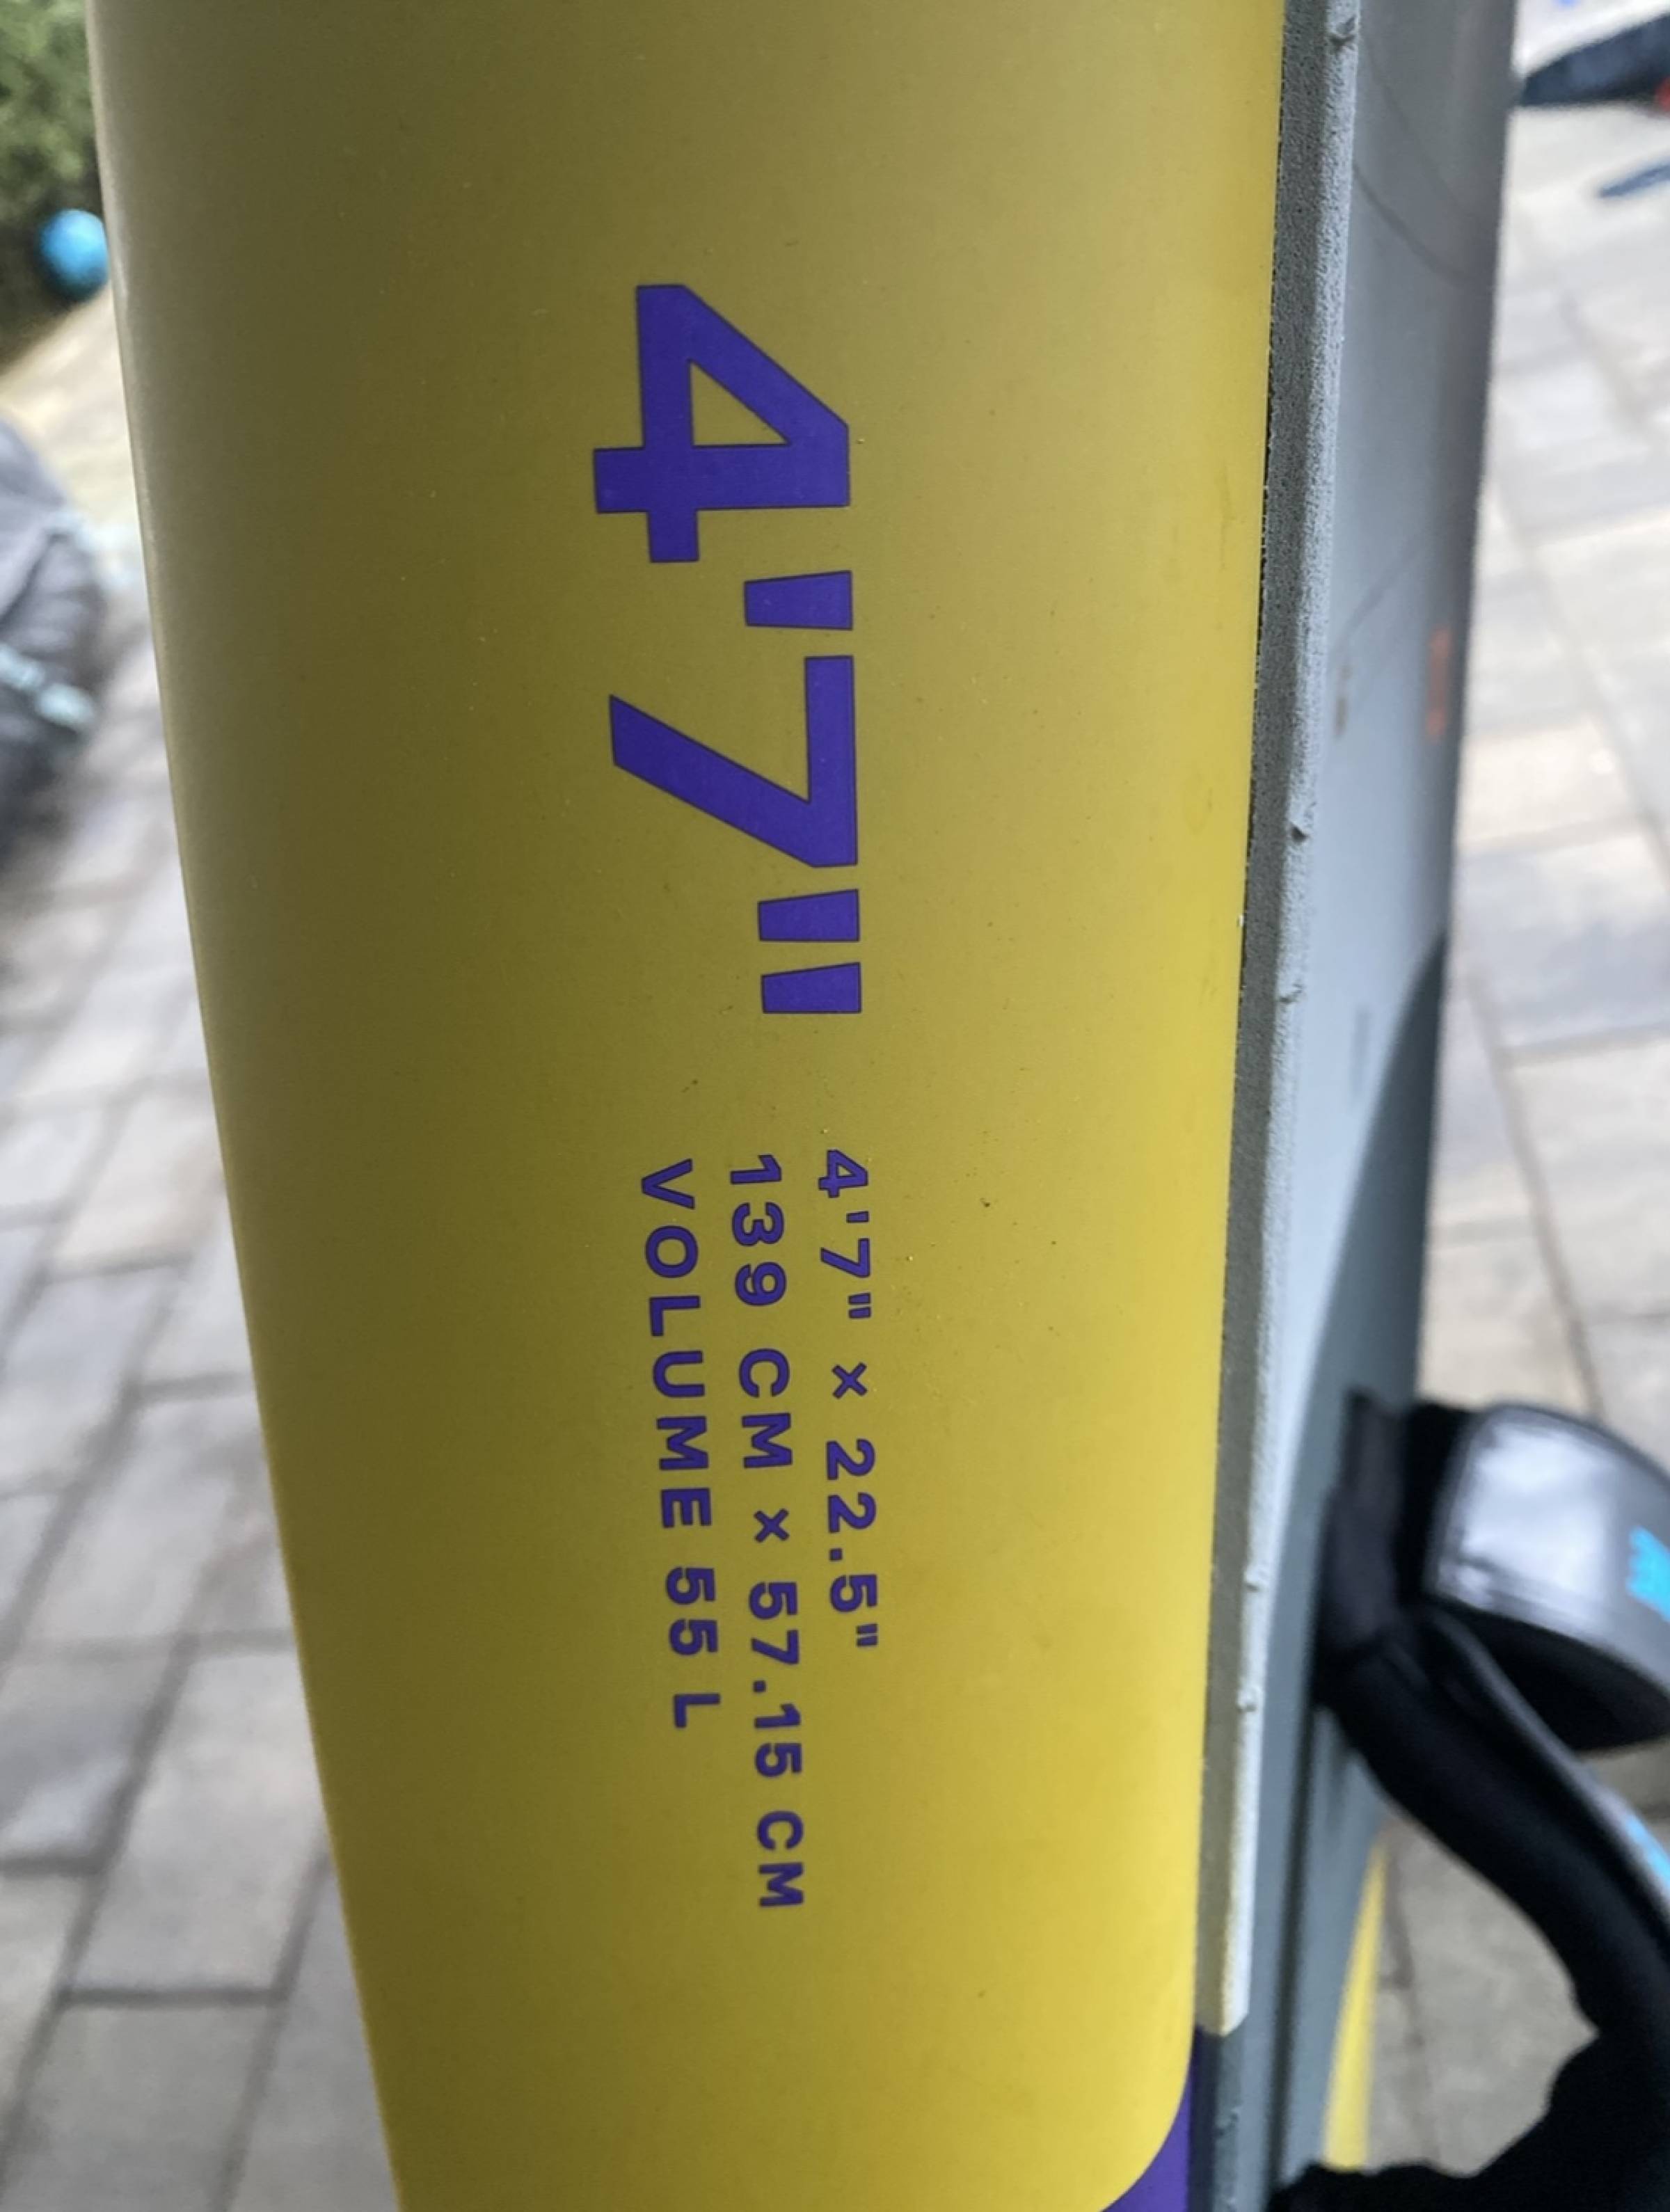 4'7"
4'7" × 22.5"
139 CM × 57.15 CM
VOLUME 55 L